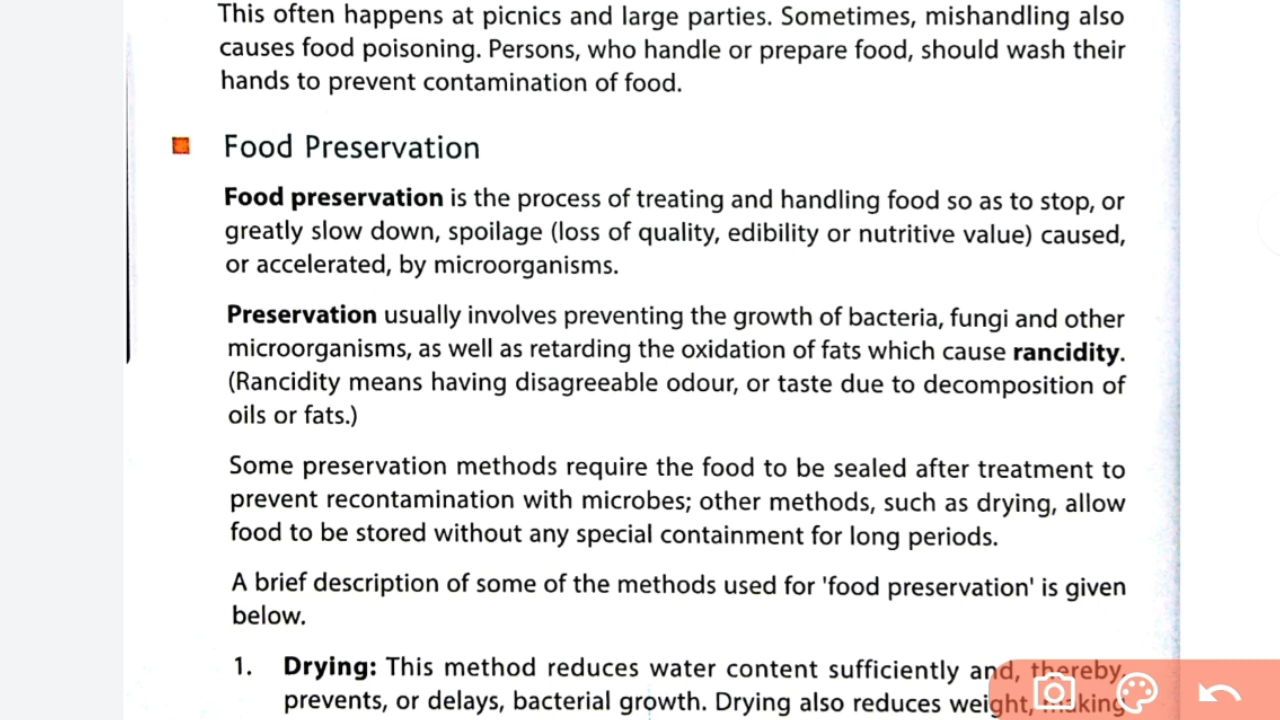 This often happens at picnics and large parties. Sometimes, mishandling also
causes food poisoning. Persons, who handle or prepare food, should wash their
hands to prevent contamination of food.
Food Preservation
Food preservation is the process of treating and handling food so as to stop, or
greatly slow down, spoilage (loss of quality, edibility or nutritive value) caused,
or accelerated, by microorganisms.
Preservation usually involves preventing the growth of bacteria, fungi and other
microorganisms, as well as retarding the oxidation of fats which cause rancidity.
(Rancidity means having disagreeable odour, or taste due to decomposition of
oils or fats.)
Some preservation methods require the food to be sealed after treatment to
prevent recontamination with microbes; other methods, such as drying, allow
food to be stored without any special containment for long periods.
A brief description of some of the methods used for 'food preservation' is given
below.
1. Drying: This method reduces water content sufficiently and, thereby,
prevents, or delays, bacterial growth. Drying also reduces weight, making